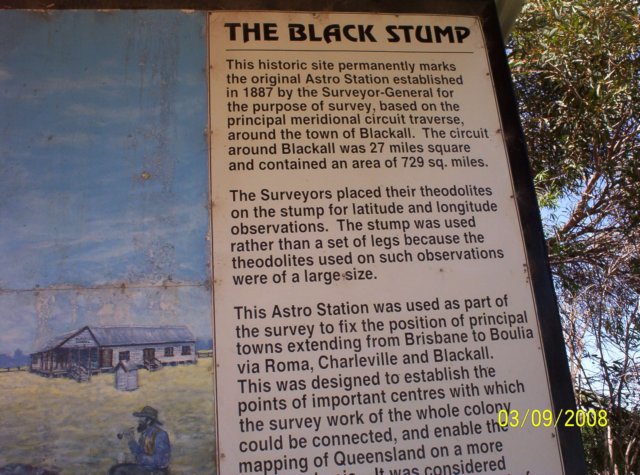 THE BLACK STUMP
This historic site permanently marks
the original Astro Station established
in 1887 by the Surveyor-General for
the purpose of survey, based on the
principal meridional circuit traverse,
around the town of Blackall. The circuit
around Blackall was 27 miles square
and contained an area of 729 sq. miles.
The Surveyors placed their theodolites
on the stump for latitude and longitude
observations. The stump was used
rather than a set of legs because the
theodolites used on such observations
were of a large size.
This Astro Station was used as part of
the survey to fix the position of principal
towns extending from Brisbane to Boulia
via Roma, Charleville and Blackall.
This was designed to establish the
points of important centres with which
the survey work of the whole colony
could be connected, and enable the
mapping of Queensland on a more
It was considered
03/09/2008